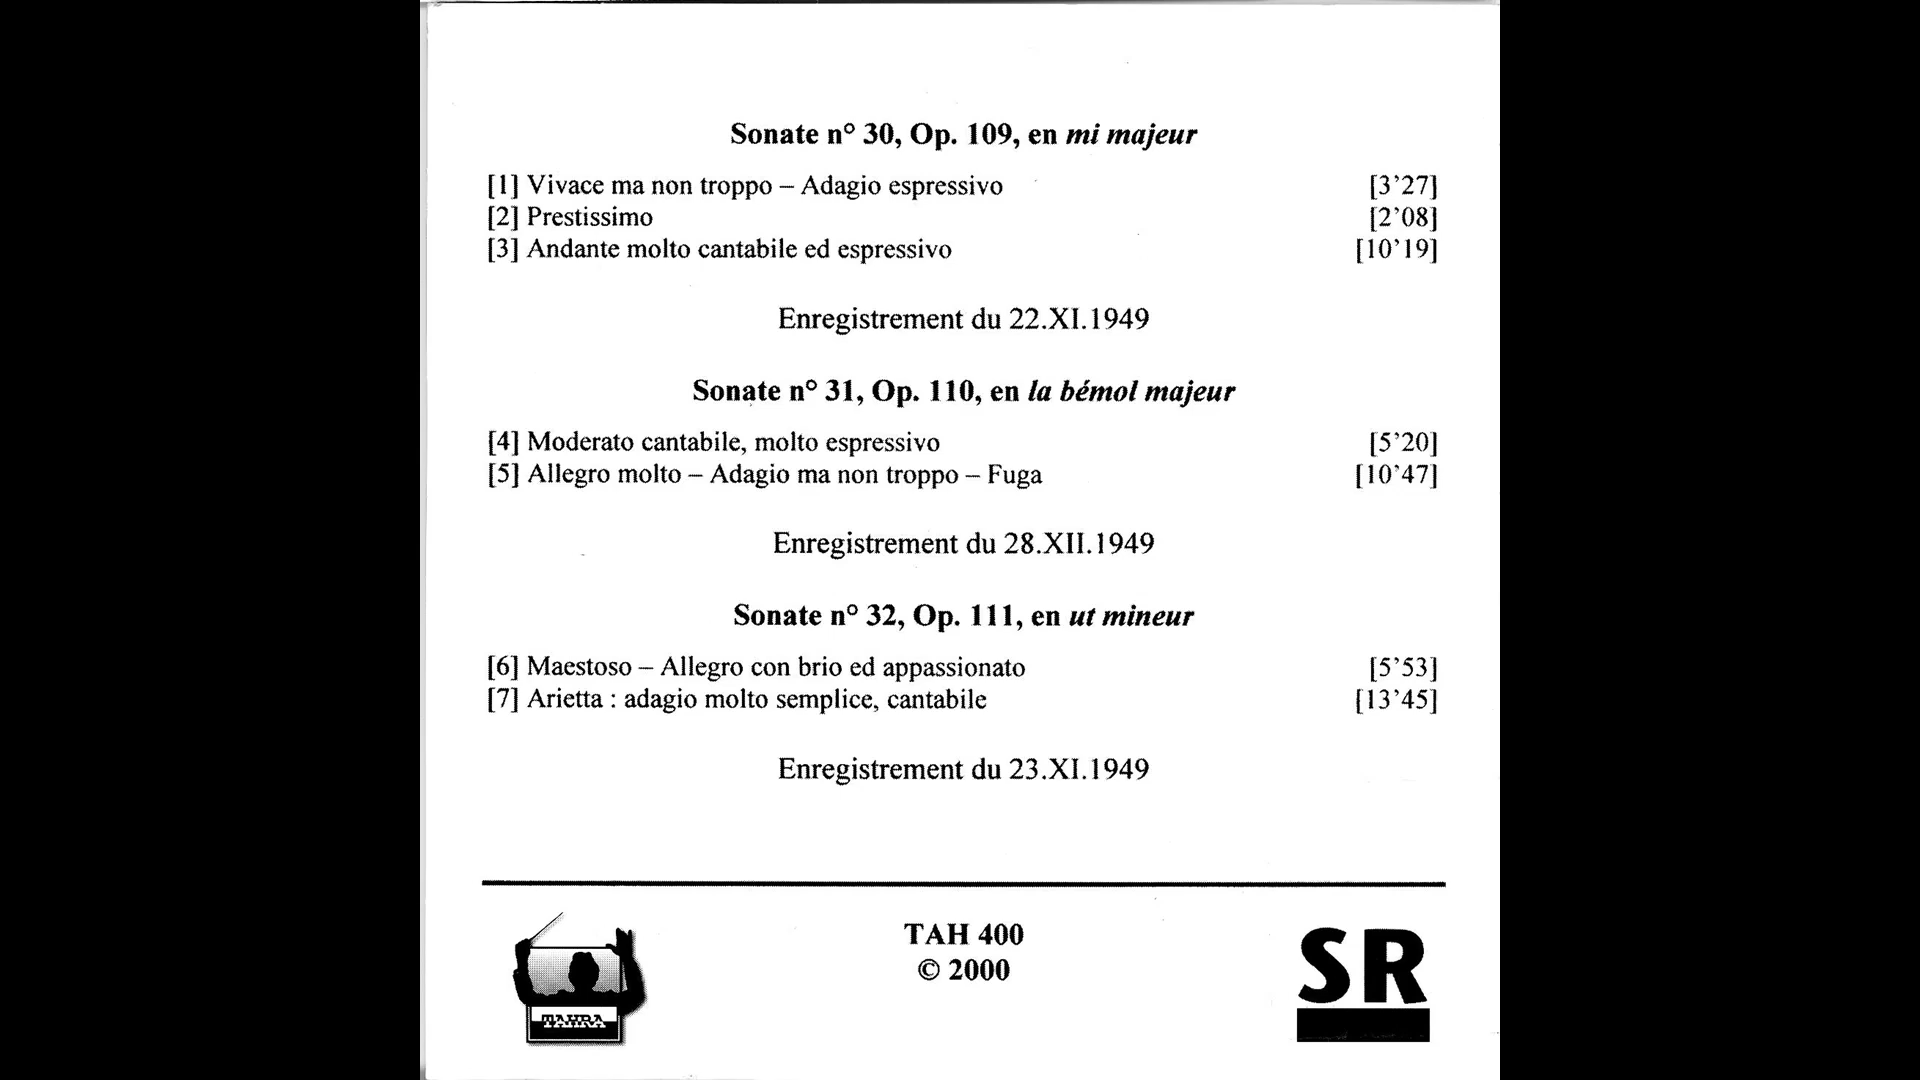 Sonate n° 30, Op. 109, en mi majeur
[1] Vivace ma non troppo – Adagio espressivo [3'27]
[2] Prestissimo [2'08]
[3] Andante molto cantabile ed espressivo [10'19]
Enregistrement du 22.XI.1949
Sonate n° 31, Op. 110, en la bémol majeur
[4] Moderato cantabile, molto espressivo [5'20]
[5] Allegro molto – Adagio ma non troppo – Fuga [10'47]
Enregistrement du 28.XII.1949
Sonate n° 32, Op. 111, en ut mineur
[6] Maestoso – Allegro con brio ed appassionato [5'53]
[7] Arietta : adagio molto semplice, cantabile [13'45]
Enregistrement du 23.XI.1949
TAHRA
TAH 400
© 2000
SR